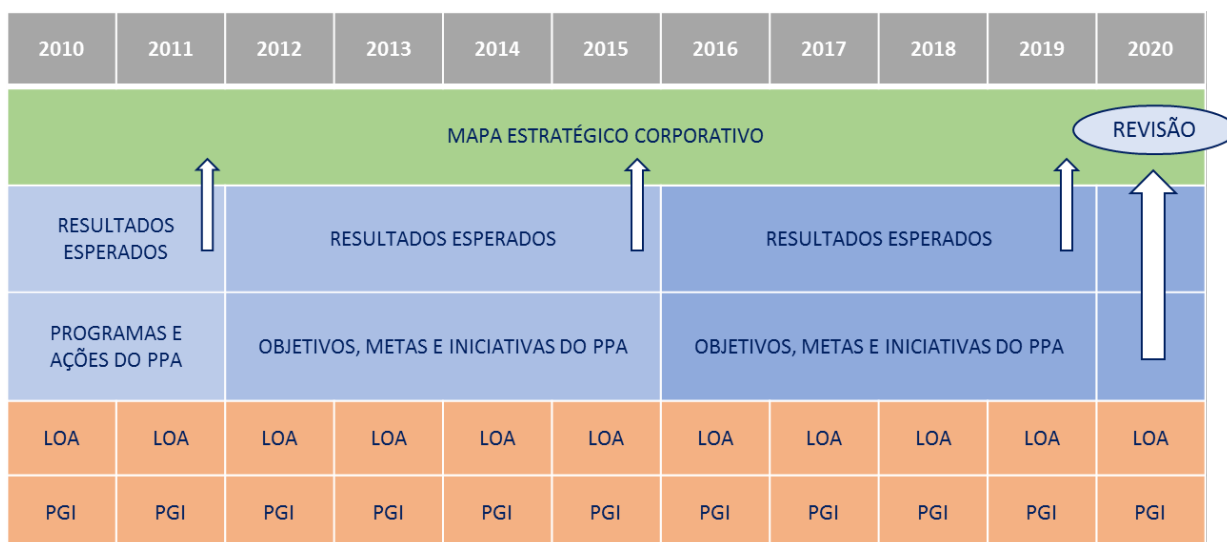 2010 2011 2012 2013 2014 2015 2016 2017 2018 2019 2020
MAPA ESTRATÉGICO CORPORATIVO
REVISÃO
RESULTADOS
ESPERADOS
RESULTADOS ESPERADOS
RESULTADOS ESPERADOS
PROGRAMAS E
AÇÕES DO PPA
OBJETIVOS, METAS E INICIATIVAS DO PPA
OBJETIVOS, METAS E INICIATIVAS DO PPA
LOA LOA LOA LOA LOA LOA LOA LOA LOA LOA LOA
PGI PGI PGI PGI PGI PGI PGI PGI PGI PGI PGI